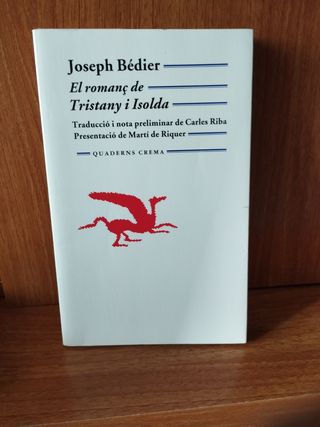 Joseph Bédier
El romanç de
Tristany i Isolda
Traducció i nota preliminar de Carles Riba
Presentació de Martí de Riquer
QUADERNS CREMA